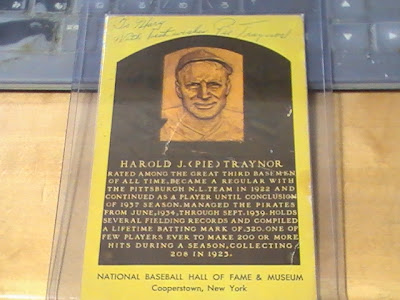 To Harry
With best wishes Pie Traynor
HAROLD J. (PIE) TRAYNOR
RATED AMONG THE GREAT THIRD BASEMEN
OF ALL TIME, BECAME A REGULAR WITH
THE PITTSBURGH N.L. TEAM IN 1922 AND
CONTINUED AS A PLAYER UNTIL CONCLUSION
OF 1937 SEASON. MANAGED THE PIRATES
FROM JUNE, 1934, THROUGH SEPT. 1939. HOLDS
SEVERAL FIELDING RECORDS AND COMPILED
A LIFETIME BATTING MARK OF .320. ONE OF
FEW PLAYERS EVER TO MAKE 200 OR MORE
HITS DURING A SEASON, COLLECTING
208 IN 1923.
NATIONAL BASEBALL HALL OF FAME & MUSEUM
Cooperstown, New York